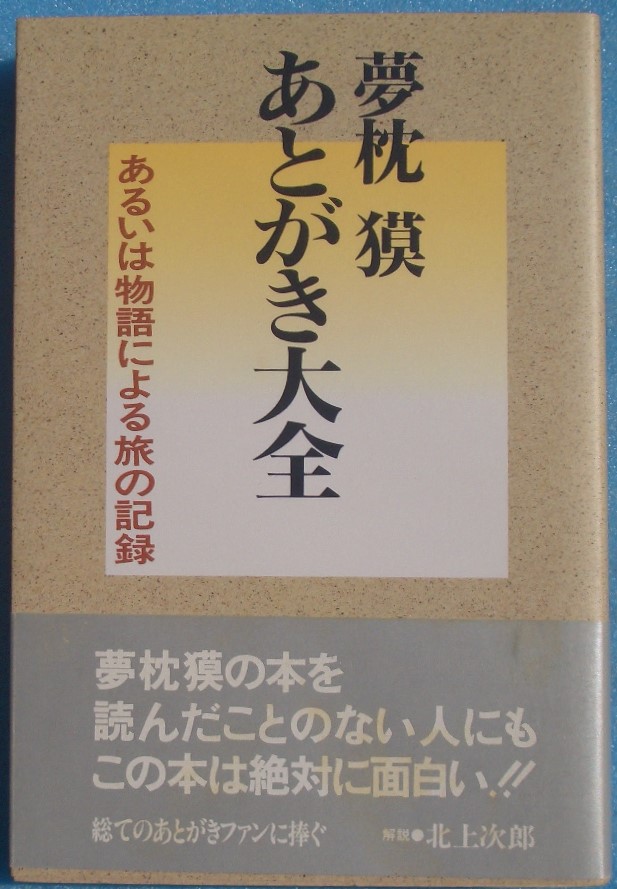 夢枕 獏
あとがき大全
あるいは物語による旅の記録
夢枕獏の本を
読んだことのない人にも
この本は絶対に面白い!!
総てのあとがきファンに捧ぐ
解説●北上次郎